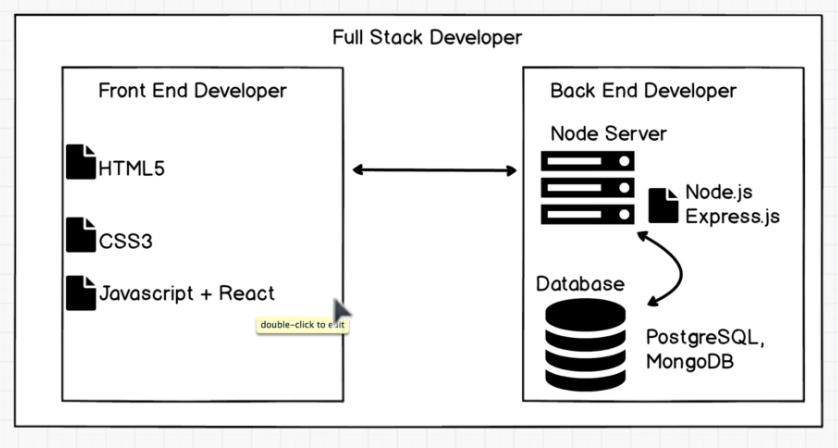 Full Stack Developer
Front End Developer
HTML5
CSS3
Javascript + React
double-click to edit
Back End Developer
Node Server
Node.js
Express.js
Database
PostgreSQL,
MongoDB